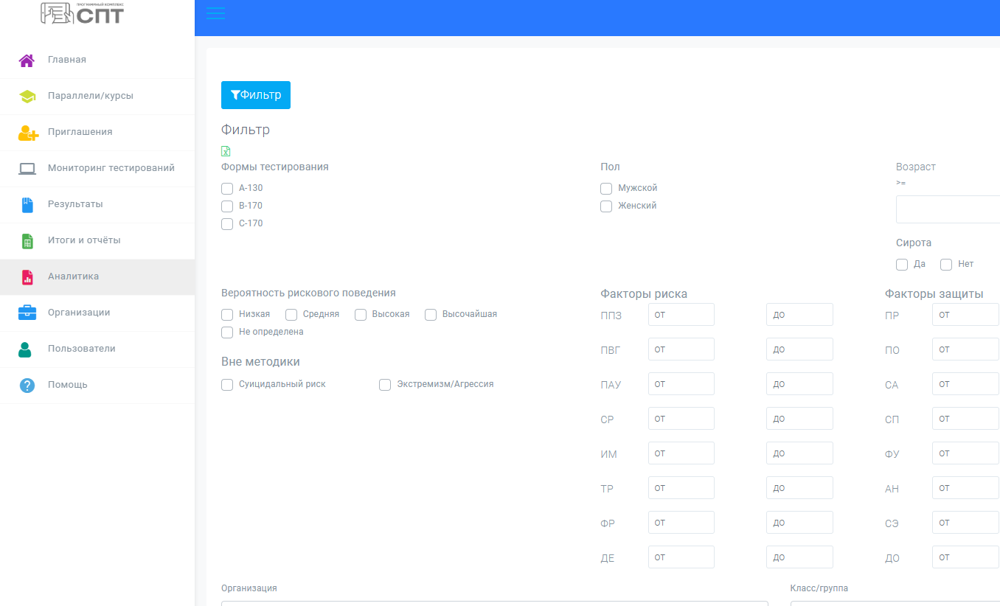 ПРОГРАММНЫЙ КОМПЛЕКС
СПТ
Главная
Параллели/курсы
Приглашения
Мониторинг тестирований
Результаты
Итоги и отчёты
Аналитика
Организации
Пользователи
Помощь
Фильтр
Фильтр
Формы тестирования
A-130
B-170
C-170
Пол
Мужской
Женский
Возраст
>=
Сирота
Да Нет
Вероятность рискового поведения
Низкая Средняя Высокая Высочайшая
Не определена
Вне методики
Суицидальный риск Экстремизм/Агрессия
Факторы риска Факторы защиты
ППЗ от до ПР от
ПВГ от до ПО от
ПАУ от до СА от
СР от до СП от
ИМ от до ФУ от
ТР от до АН от
ФР от до СЭ от
ДЕ от до ДО от
Организация Класс/группа